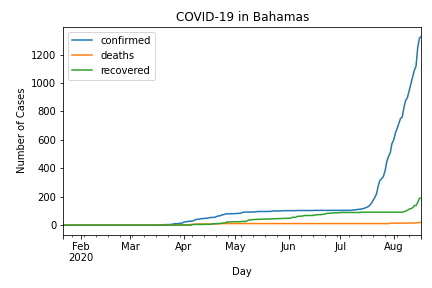 COVID-19 in Bahamas
confirmed
deaths
recovered
1200
1000
800
600
400
200
0
Number of Cases
Feb Mar Apr May Jun Jul Aug
2020
Day